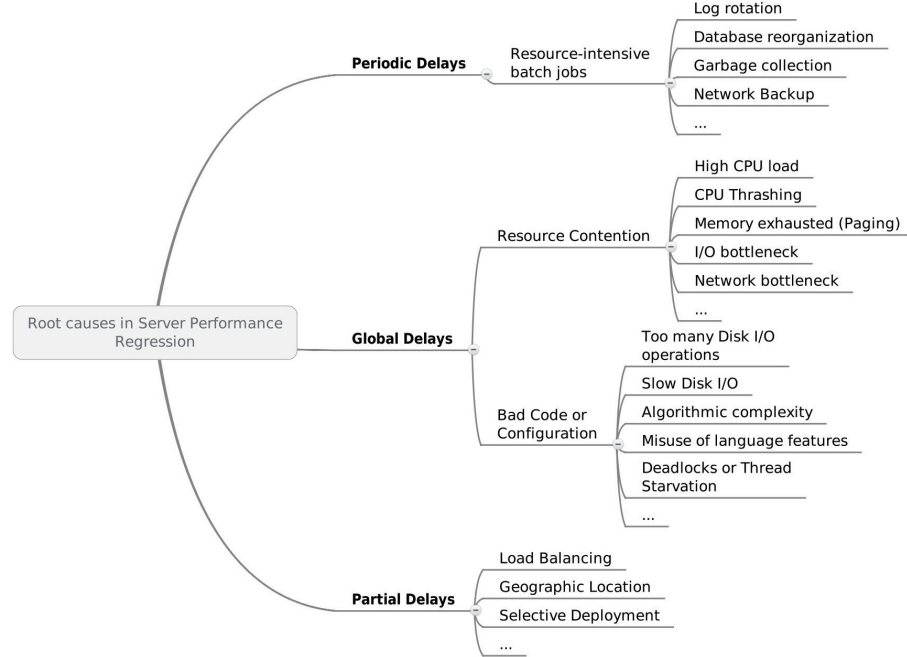 Root causes in Server Performance
Regression
Periodic Delays
Resource-intensive
batch jobs
Log rotation
Database reorganization
Garbage collection
Network Backup
...
Global Delays
Resource Contention
High CPU load
CPU Thrashing
Memory exhausted (Paging)
I/O bottleneck
Network bottleneck
...
Bad Code or
Configuration
Too many Disk I/O
operations
Slow Disk I/O
Algorithmic complexity
Misuse of language features
Deadlocks or Thread
Starvation
...
Partial Delays
Load Balancing
Geographic Location
Selective Deployment
...